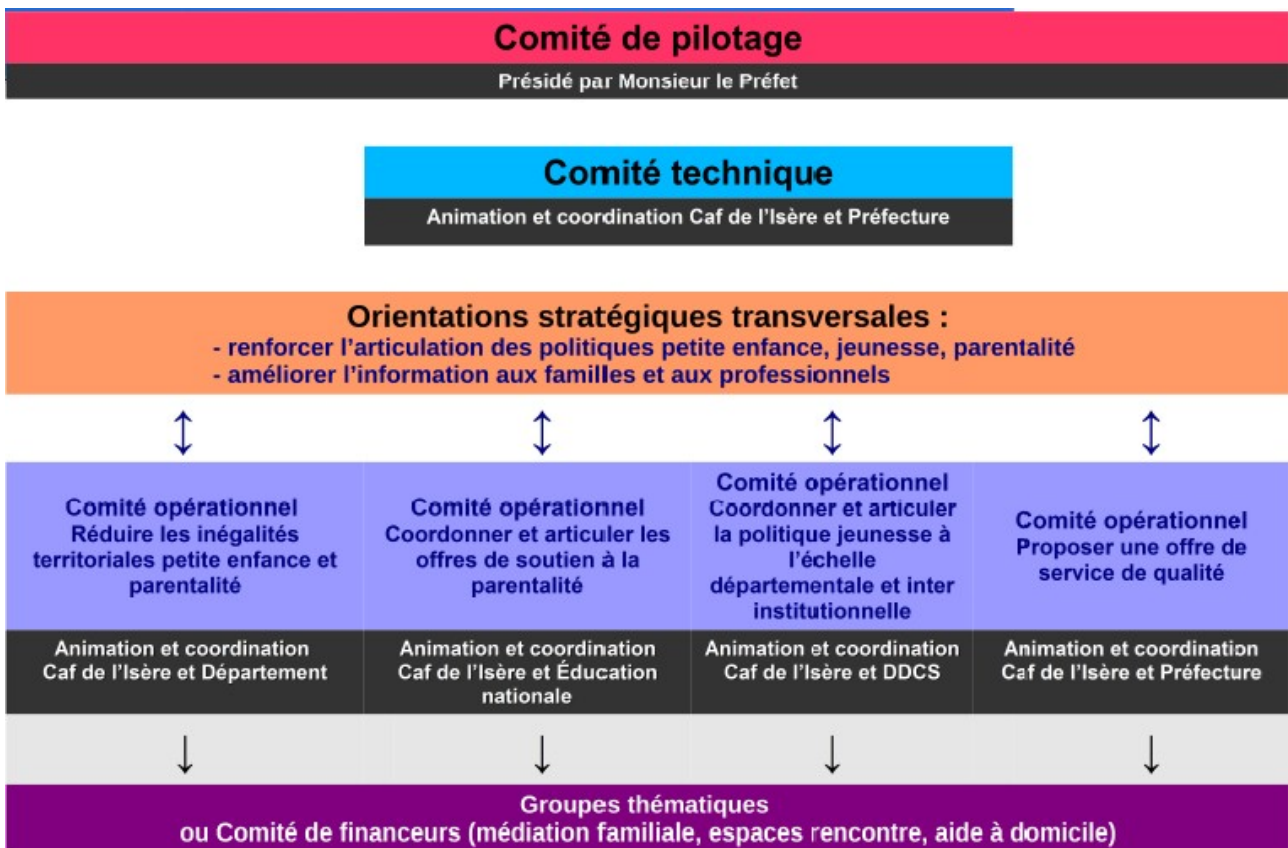 Comité de pilotage
Présidé par Monsieur le Préfet
Comité technique
Animation et coordination Caf de l'Isère et Préfecture
Orientations stratégiques transversales :
- renforcer l'articulation des politiques petite enfance, jeunesse, parentalité
- améliorer l'information aux familles et aux professionnels
Comité opérationnel
Réduire les inégalités
territoriales petite enfance et
parentalité
Comité opérationnel
Coordonner et articuler les
offres de soutien à la
parentalité
Comité opérationnel
Coordonner et articuler
la politique jeunesse à
l'échelle
départementale et inter
institutionnelle
Comité opérationnel
Proposer une offre de
service de qualité
Animation et coordination
Caf de l'Isère et Département
Animation et coordination
Caf de l'Isère et Éducation
nationale
Animation et coordination
Caf de l'Isère et DDCS
Animation et coordination
Caf de l'Isère et Préfecture
Groupes thématiques
ou Comité de financeurs (médiation familiale, espaces rencontre, aide à domicile)